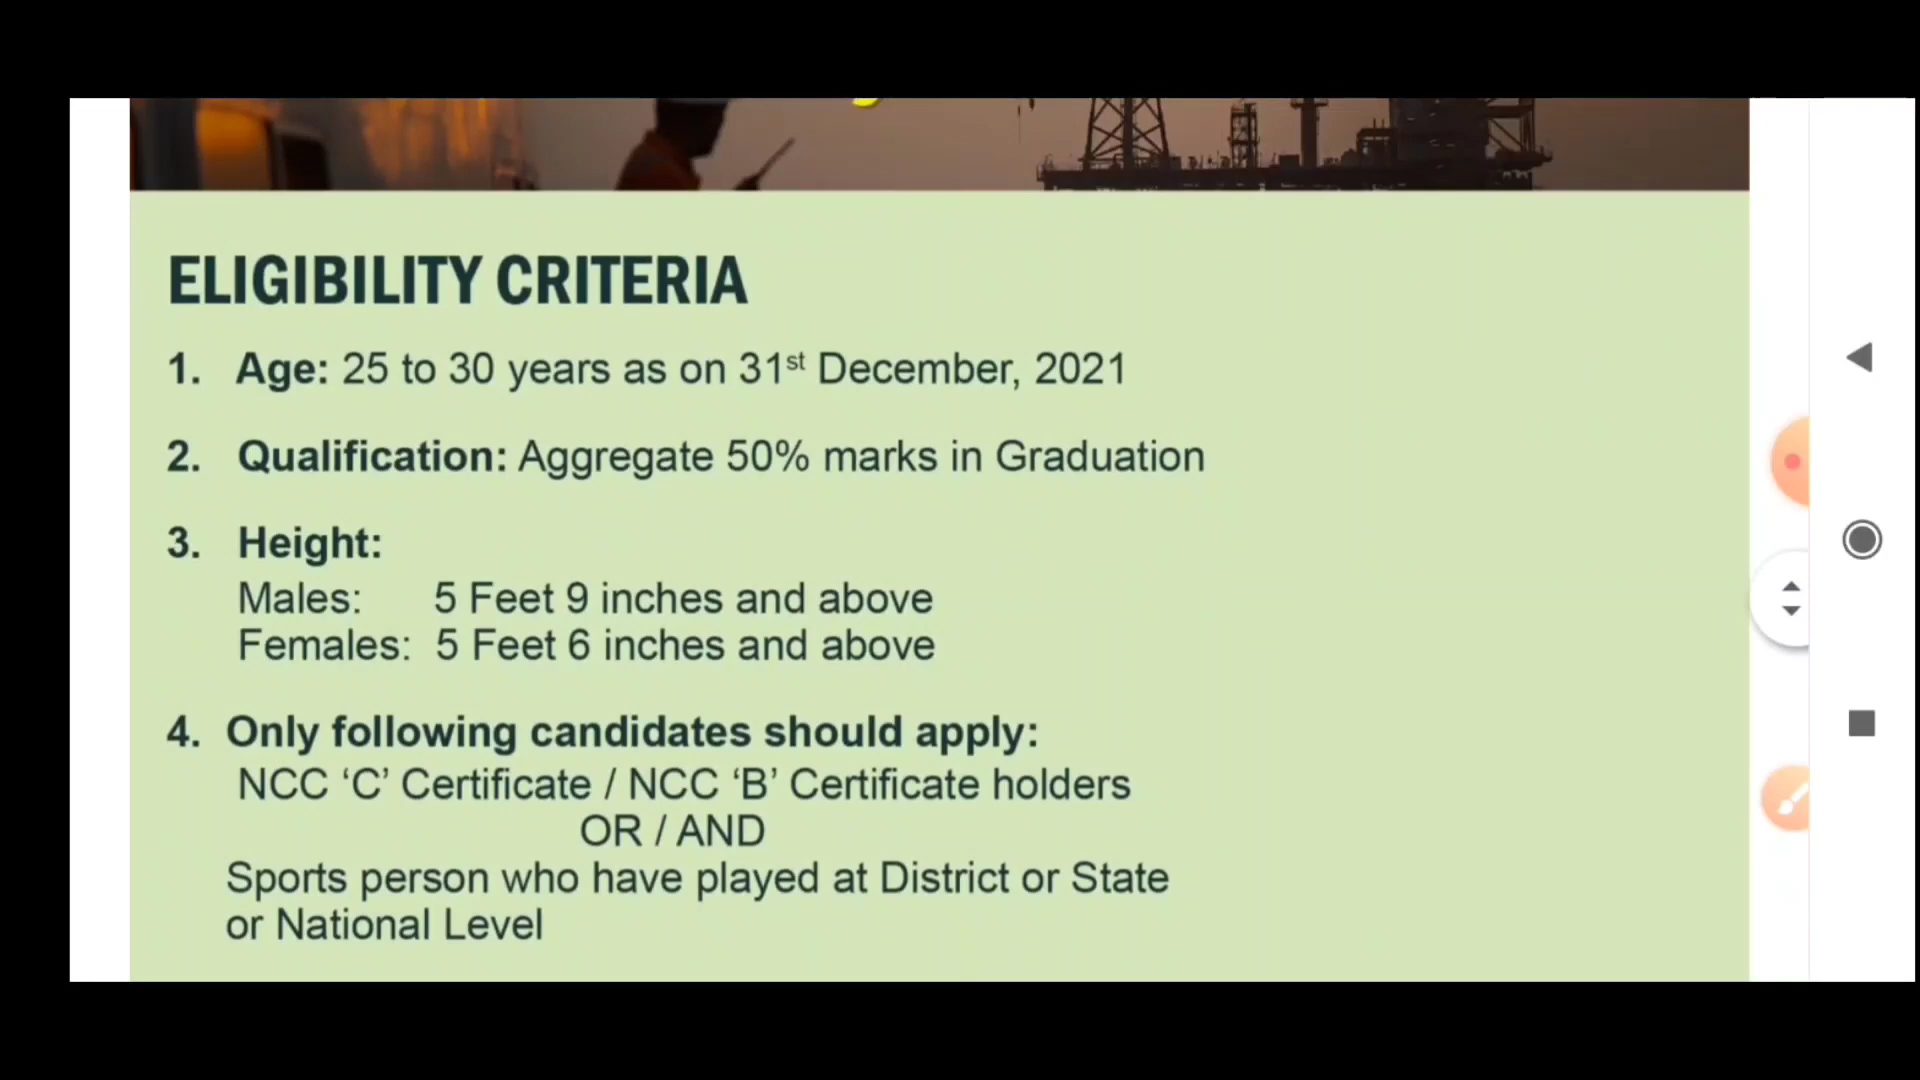 ELIGIBILITY CRITERIA
1. Age: 25 to 30 years as on 31st December, 2021
2. Qualification: Aggregate 50% marks in Graduation
3. Height:
Males: 5 Feet 9 inches and above
Females: 5 Feet 6 inches and above
4. Only following candidates should apply:
NCC ‘C’ Certificate / NCC ‘B’ Certificate holders
OR / AND
Sports person who have played at District or State
or National Level